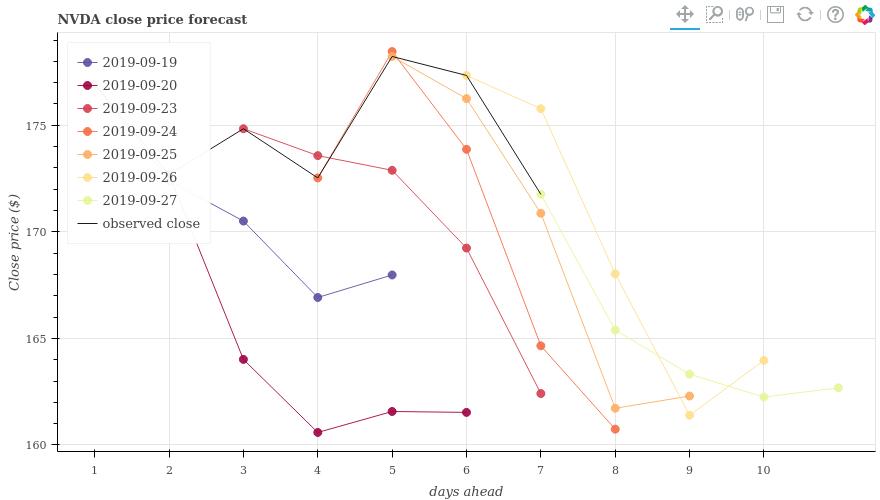 NVDA close price forecast
2019-09-19
2019-09-20
2019-09-23
2019-09-24
2019-09-25
2019-09-26
2019-09-27
observed close
175
170
165
160
Close price ($)
1 2 3 4 5 6 7 8 9 10
days ahead